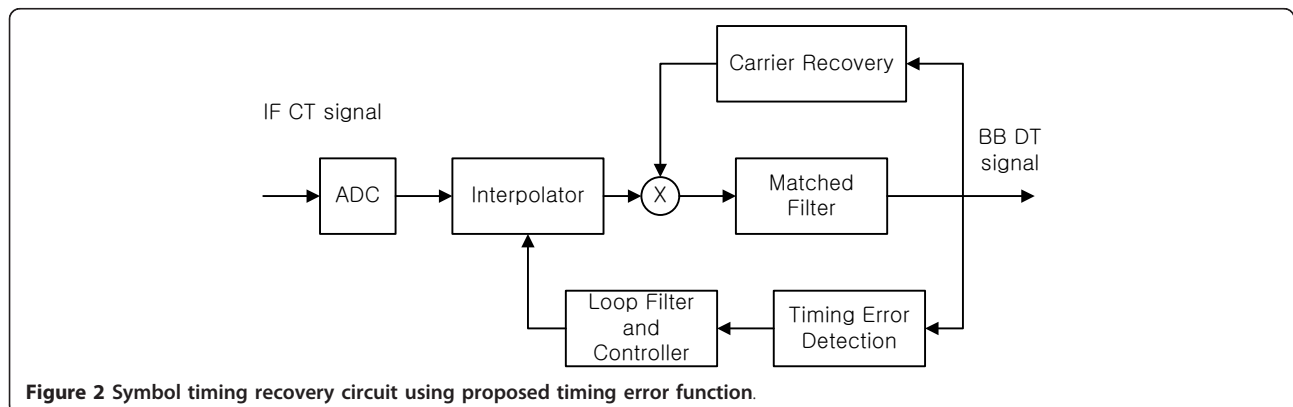 Carrier Recovery
IF CT signal
BB DT
signal
ADC
Interpolator
X
Matched
Filter
Loop Filter
and
Controller
Timing Error
Detection
Figure 2 Symbol timing recovery circuit using proposed timing error function.